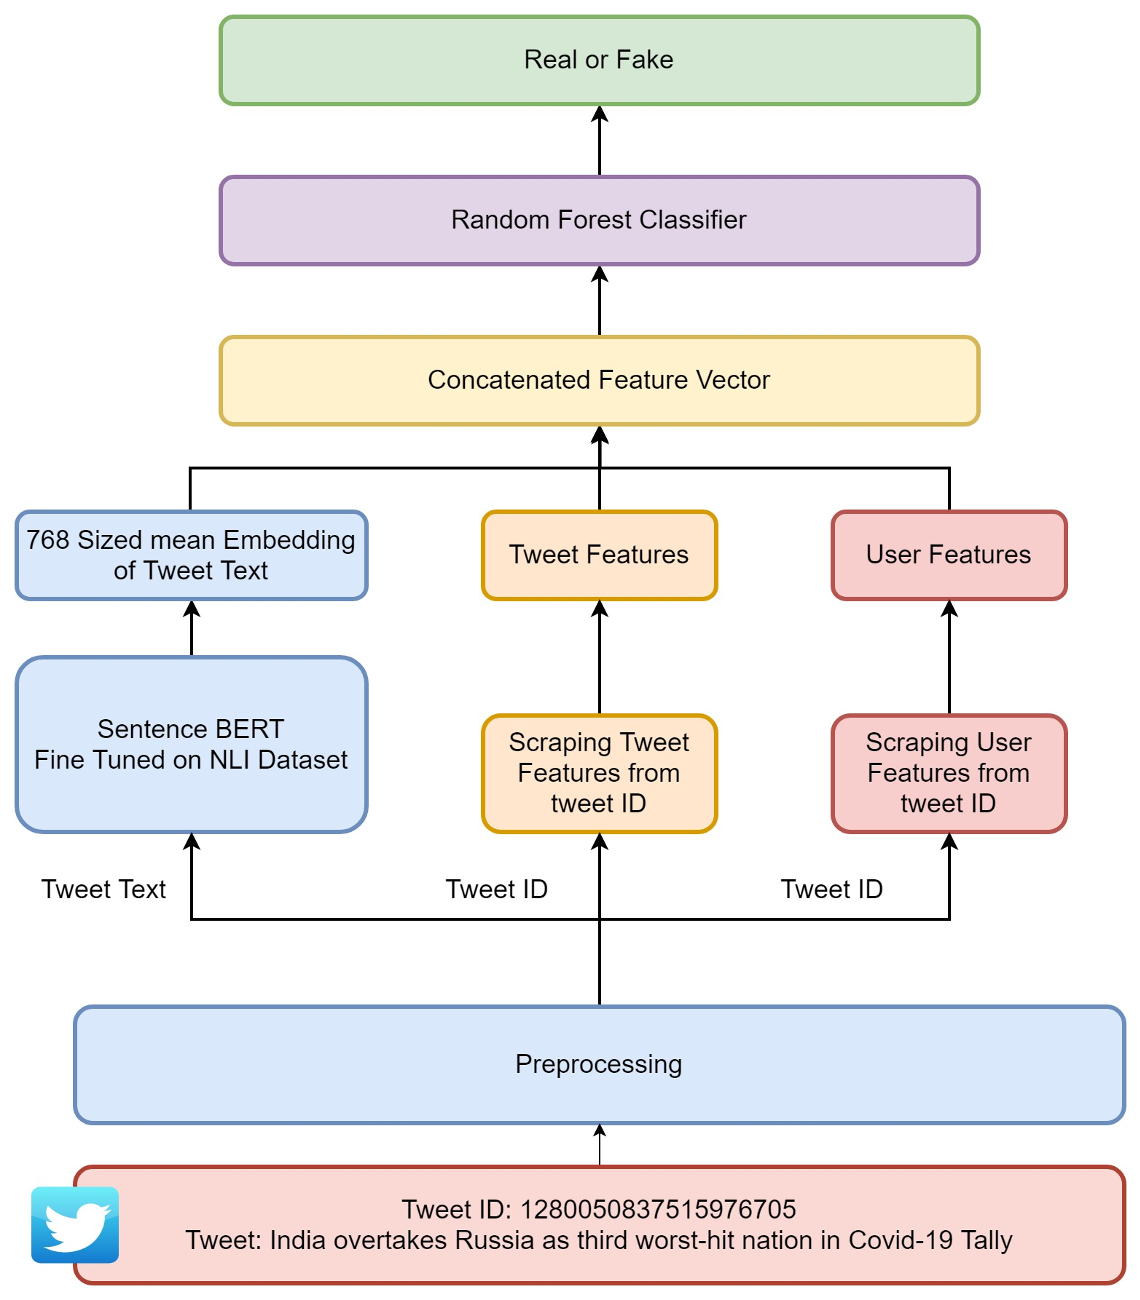 Real or Fake
Random Forest Classifier
Concatenated Feature Vector
768 Sized mean Embedding
of Tweet Text
Tweet Features
User Features
Sentence BERT
Fine Tuned on NLI Dataset
Scraping Tweet
Features from
tweet ID
Scraping User
Features from
tweet ID
Tweet Text
Tweet ID
Tweet ID
Preprocessing
Tweet ID: 1280050837515976705
Tweet: India overtakes Russia as third worst-hit nation in Covid-19 Tally